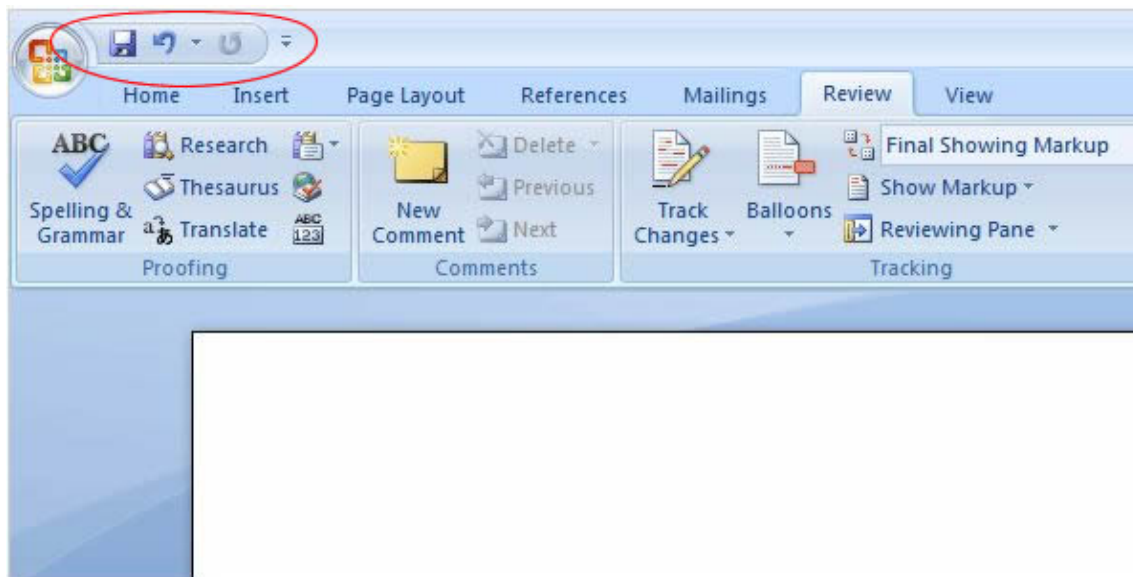 Home Insert Page Layout References Mailings Review View
ABC Research Delete Final Showing Markup
Thesaurus Previous Show Markup
Spelling & Grammar Translate ABC 123 New Comment Next Track Changes Balloons Reviewing Pane
Proofing Comments Tracking